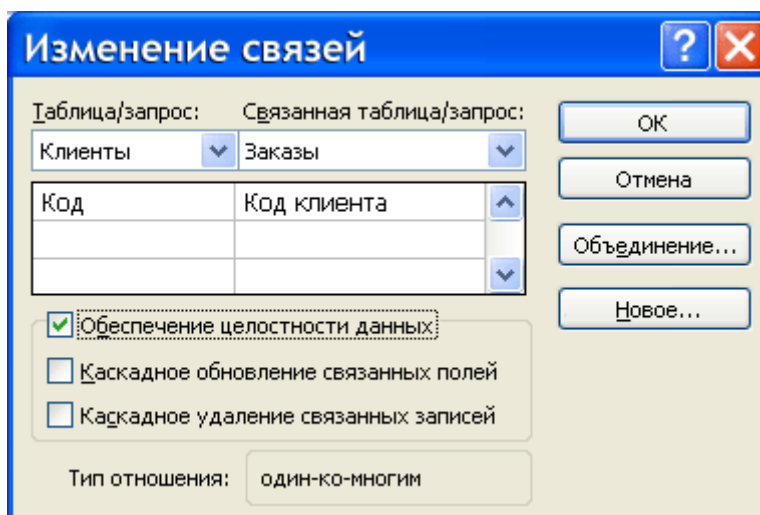 Изменение связей
Таблица/запрос: Связанная таблица/запрос:
Клиенты Заказы
Код Код клиента
ОК
Отмена
Объединение...
Новое...
Обеспечение целостности данных
Каскадное обновление связанных полей
Каскадное удаление связанных записей
Тип отношения: один-ко-многим